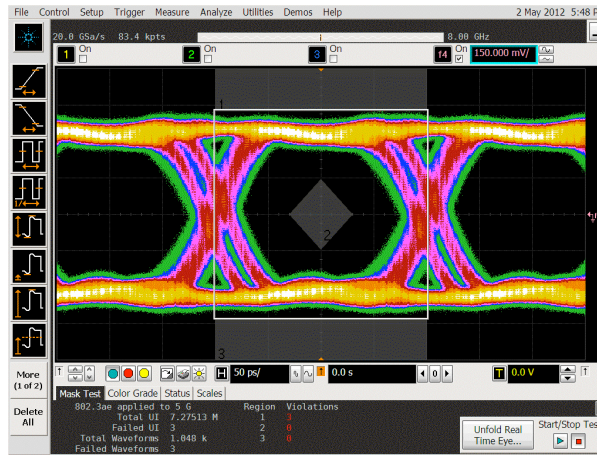 File Control Setup Trigger Measure Analyze Utilities Demos Help 2 May 2012 5:48 P
20.0 GSa/s 83.4 kpts 8.00 GHz
1 On 2 On 3 On f4 On 150.000 mV/
1
2
3
More
(1 of 2)
Delete
All
H 50 ps/ 0.0 s 0 T 0.0 V
Mask Test Color Grade Status Scales
802.3ae applied to 5 G Region Violations
Total UI 7.27513 M 1 3
Failed UI 3 2 0
Total Waveforms 1.048 k 3 0
Failed Waveforms 3
Unfold Real
Time Eye...
Start/Stop Tes